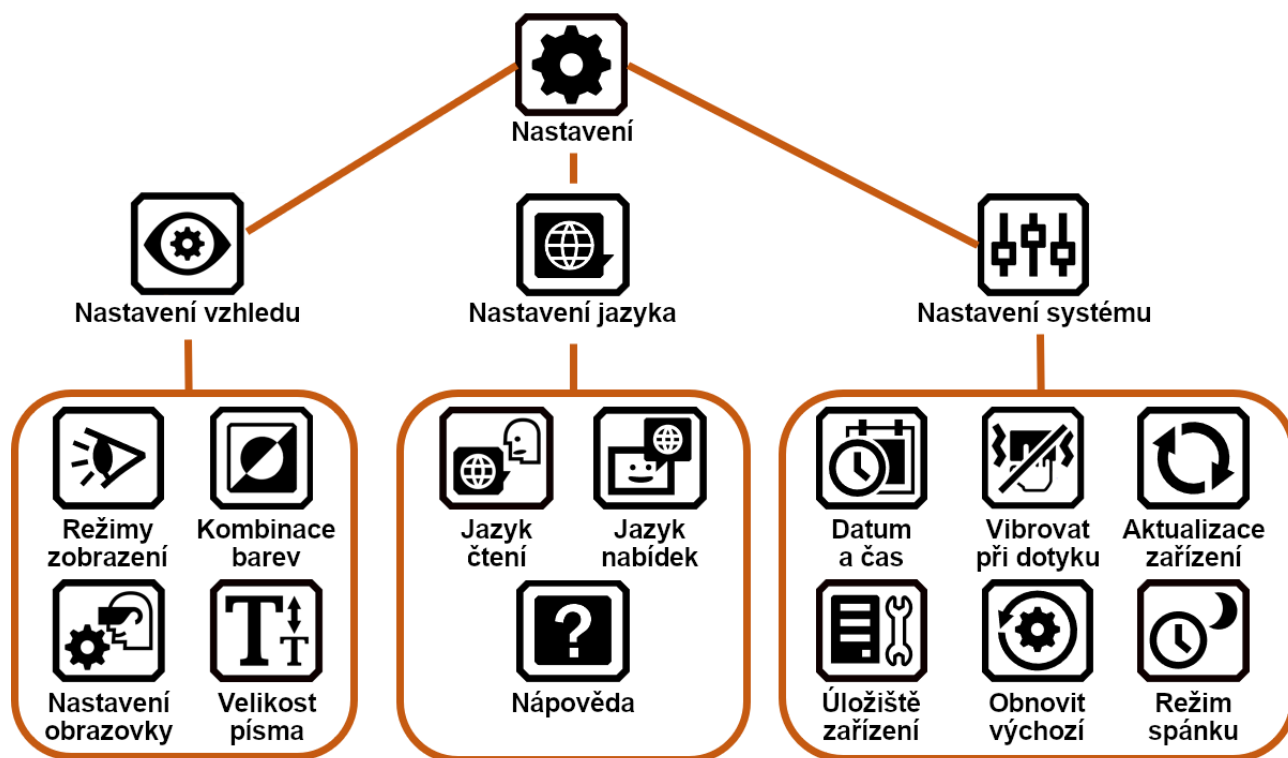 Nastavení
Nastavení vzhledu
Nastavení jazyka
Nastavení systému
Režimy
zobrazení
Kombinace
barev
Nastavení
obrazovky
Velikost
písma
Jazyk
čtení
Jazyk
nabídek
Nápověda
Datum
a čas
Vibrovat
při dotyku
Aktualizace
zařízení
Úložiště
zařízení
Obnovit
výchozí
Režim
spánku